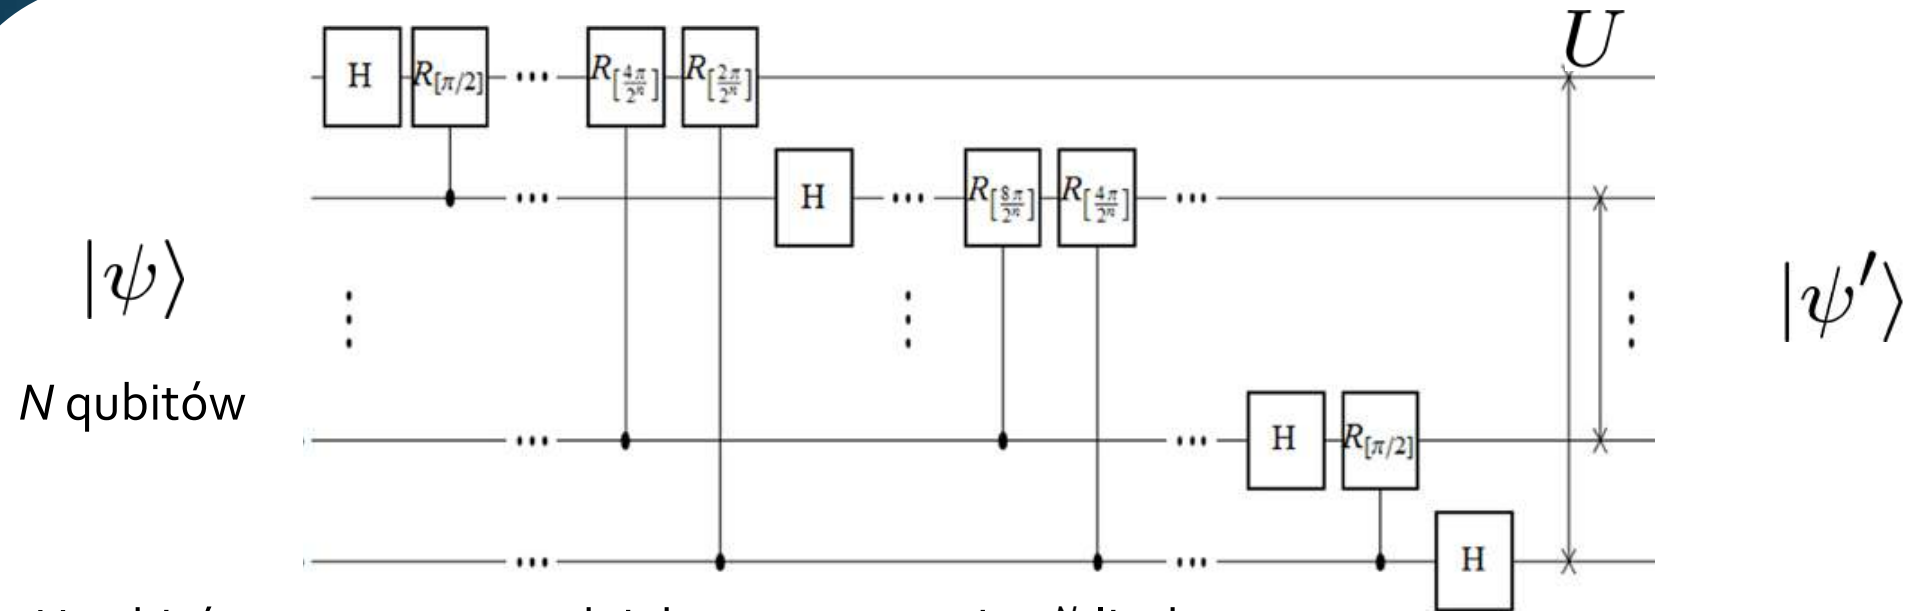 U
H R[π/2] ... R[4π/2ⁿ] R[2π/2ⁿ]
... H ... R[8π/2ⁿ] R[4π/2ⁿ] ...
|ψ⟩
|ψ′⟩
N qubitów
... ... H R[π/2]
... ... H